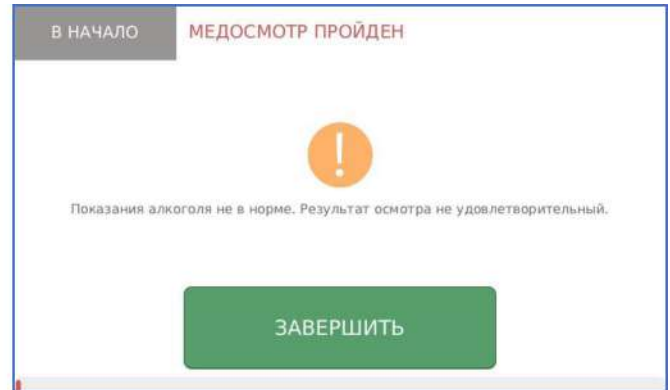 В НАЧАЛО
МЕДОСМОТР ПРОЙДЕН
Показания алкоголя не в норме. Результат осмотра не удовлетворительный.
ЗАВЕРШИТЬ